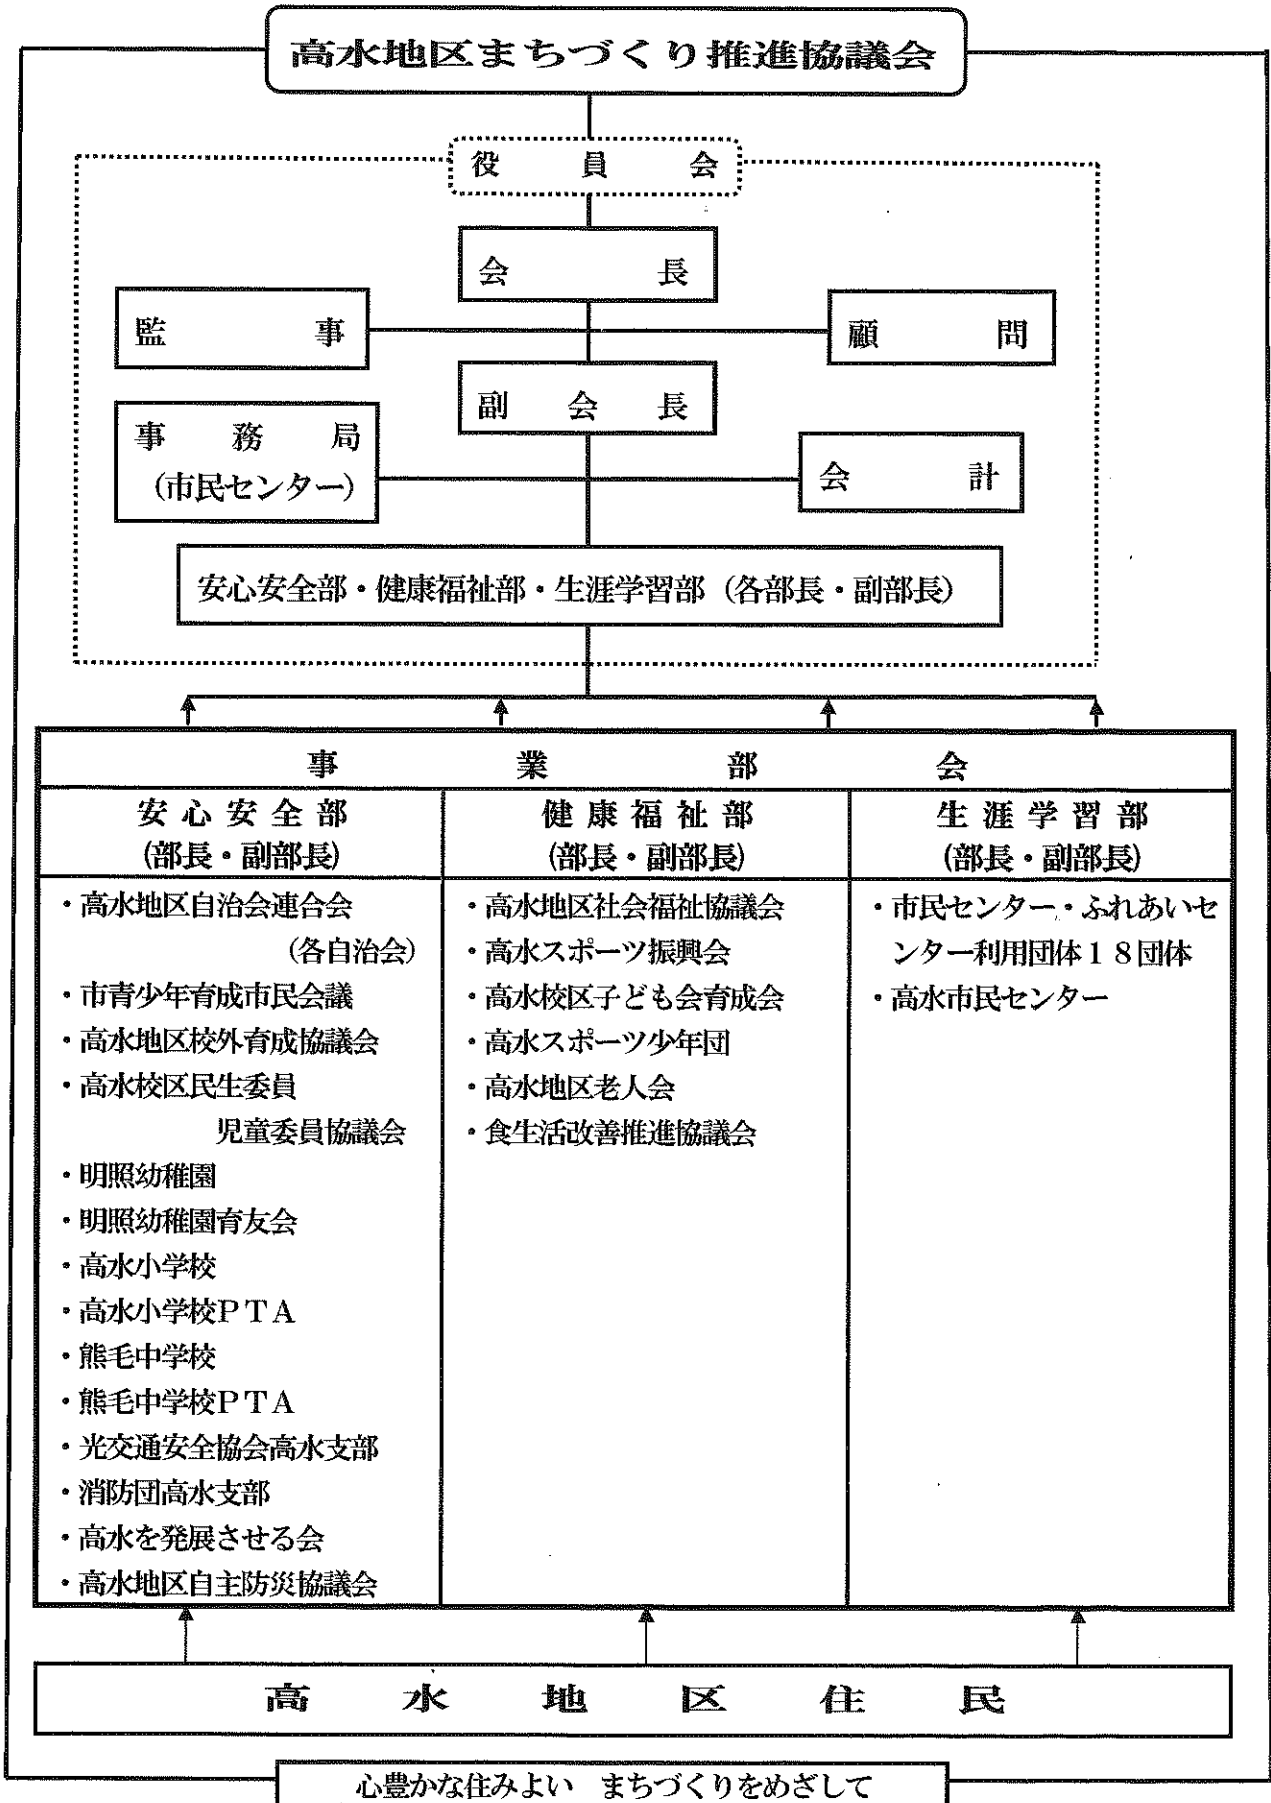 高水地区まちづくり推進協議会
役員会
会長
監事
顧問
副会長
事務局
（市民センター）
会計
安心安全部・健康福祉部・生涯学習部（各部長・副部長）
事業部会
安心安全部
（部長・副部長）
・高水地区自治会連合会
（各自治会）
・市青少年育成市民会議
・高水地区校外育成協議会
・高水校区民生委員
児童委員協議会
・明照幼稚園
・明照幼稚園育友会
・高水小学校
・高水小学校ＰＴＡ
・熊毛中学校
・熊毛中学校ＰＴＡ
・光交通安全協会高水支部
・消防団高水支部
・高水を発展させる会
・高水地区自主防災協議会
健康福祉部
（部長・副部長）
・高水地区社会福祉協議会
・高水スポーツ振興会
・高水校区子ども会育成会
・高水スポーツ少年団
・高水地区老人会
・食生活改善推進協議会
生涯学習部
（部長・副部長）
・市民センター・ふれあいセ
ンター利用団体１８団体
・高水市民センター
高水地区住民
心豊かな住みよい　まちづくりをめざして